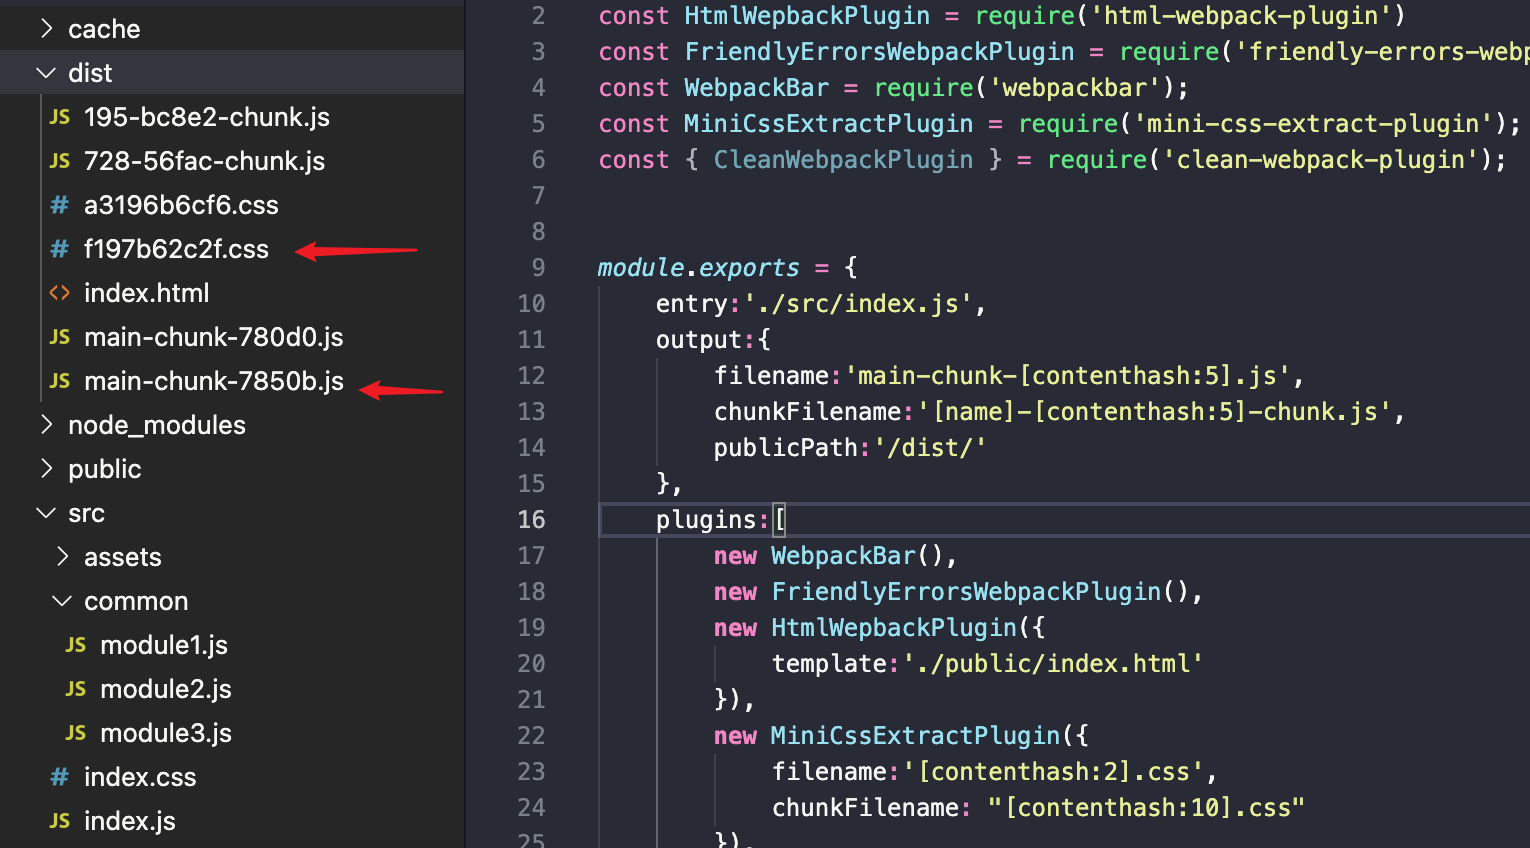 cache
dist
JS 195-bc8e2-chunk.js
JS 728-56fac-chunk.js
# a3196b6cf6.css
# f197b62c2f.css
<> index.html
JS main-chunk-780d0.js
JS main-chunk-7850b.js
node_modules
public
src
assets
common
JS module1.js
JS module2.js
JS module3.js
# index.css
JS index.js
2 const HtmlWepbackPlugin = require('html-webpack-plugin')
3 const FriendlyErrorsWebpackPlugin = require('friendly-errors-webp
4 const WebpackBar = require('webpackbar');
5 const MiniCssExtractPlugin = require('mini-css-extract-plugin');
6 const { CleanWebpackPlugin } = require('clean-webpack-plugin');
7
8
9 module.exports = {
10 entry:'./src/index.js',
11 output:{
12 filename:'main-chunk-[contenthash:5].js',
13 chunkFilename:'[name]-[contenthash:5]-chunk.js',
14 publicPath:'/dist/'
15 },
16 plugins:[
17 new WebpackBar(),
18 new FriendlyErrorsWebpackPlugin(),
19 new HtmlWepbackPlugin({
20 template:'./public/index.html'
21 }),
22 new MiniCssExtractPlugin({
23 filename:'[contenthash:2].css',
24 chunkFilename: "[contenthash:10].css"
25 }),